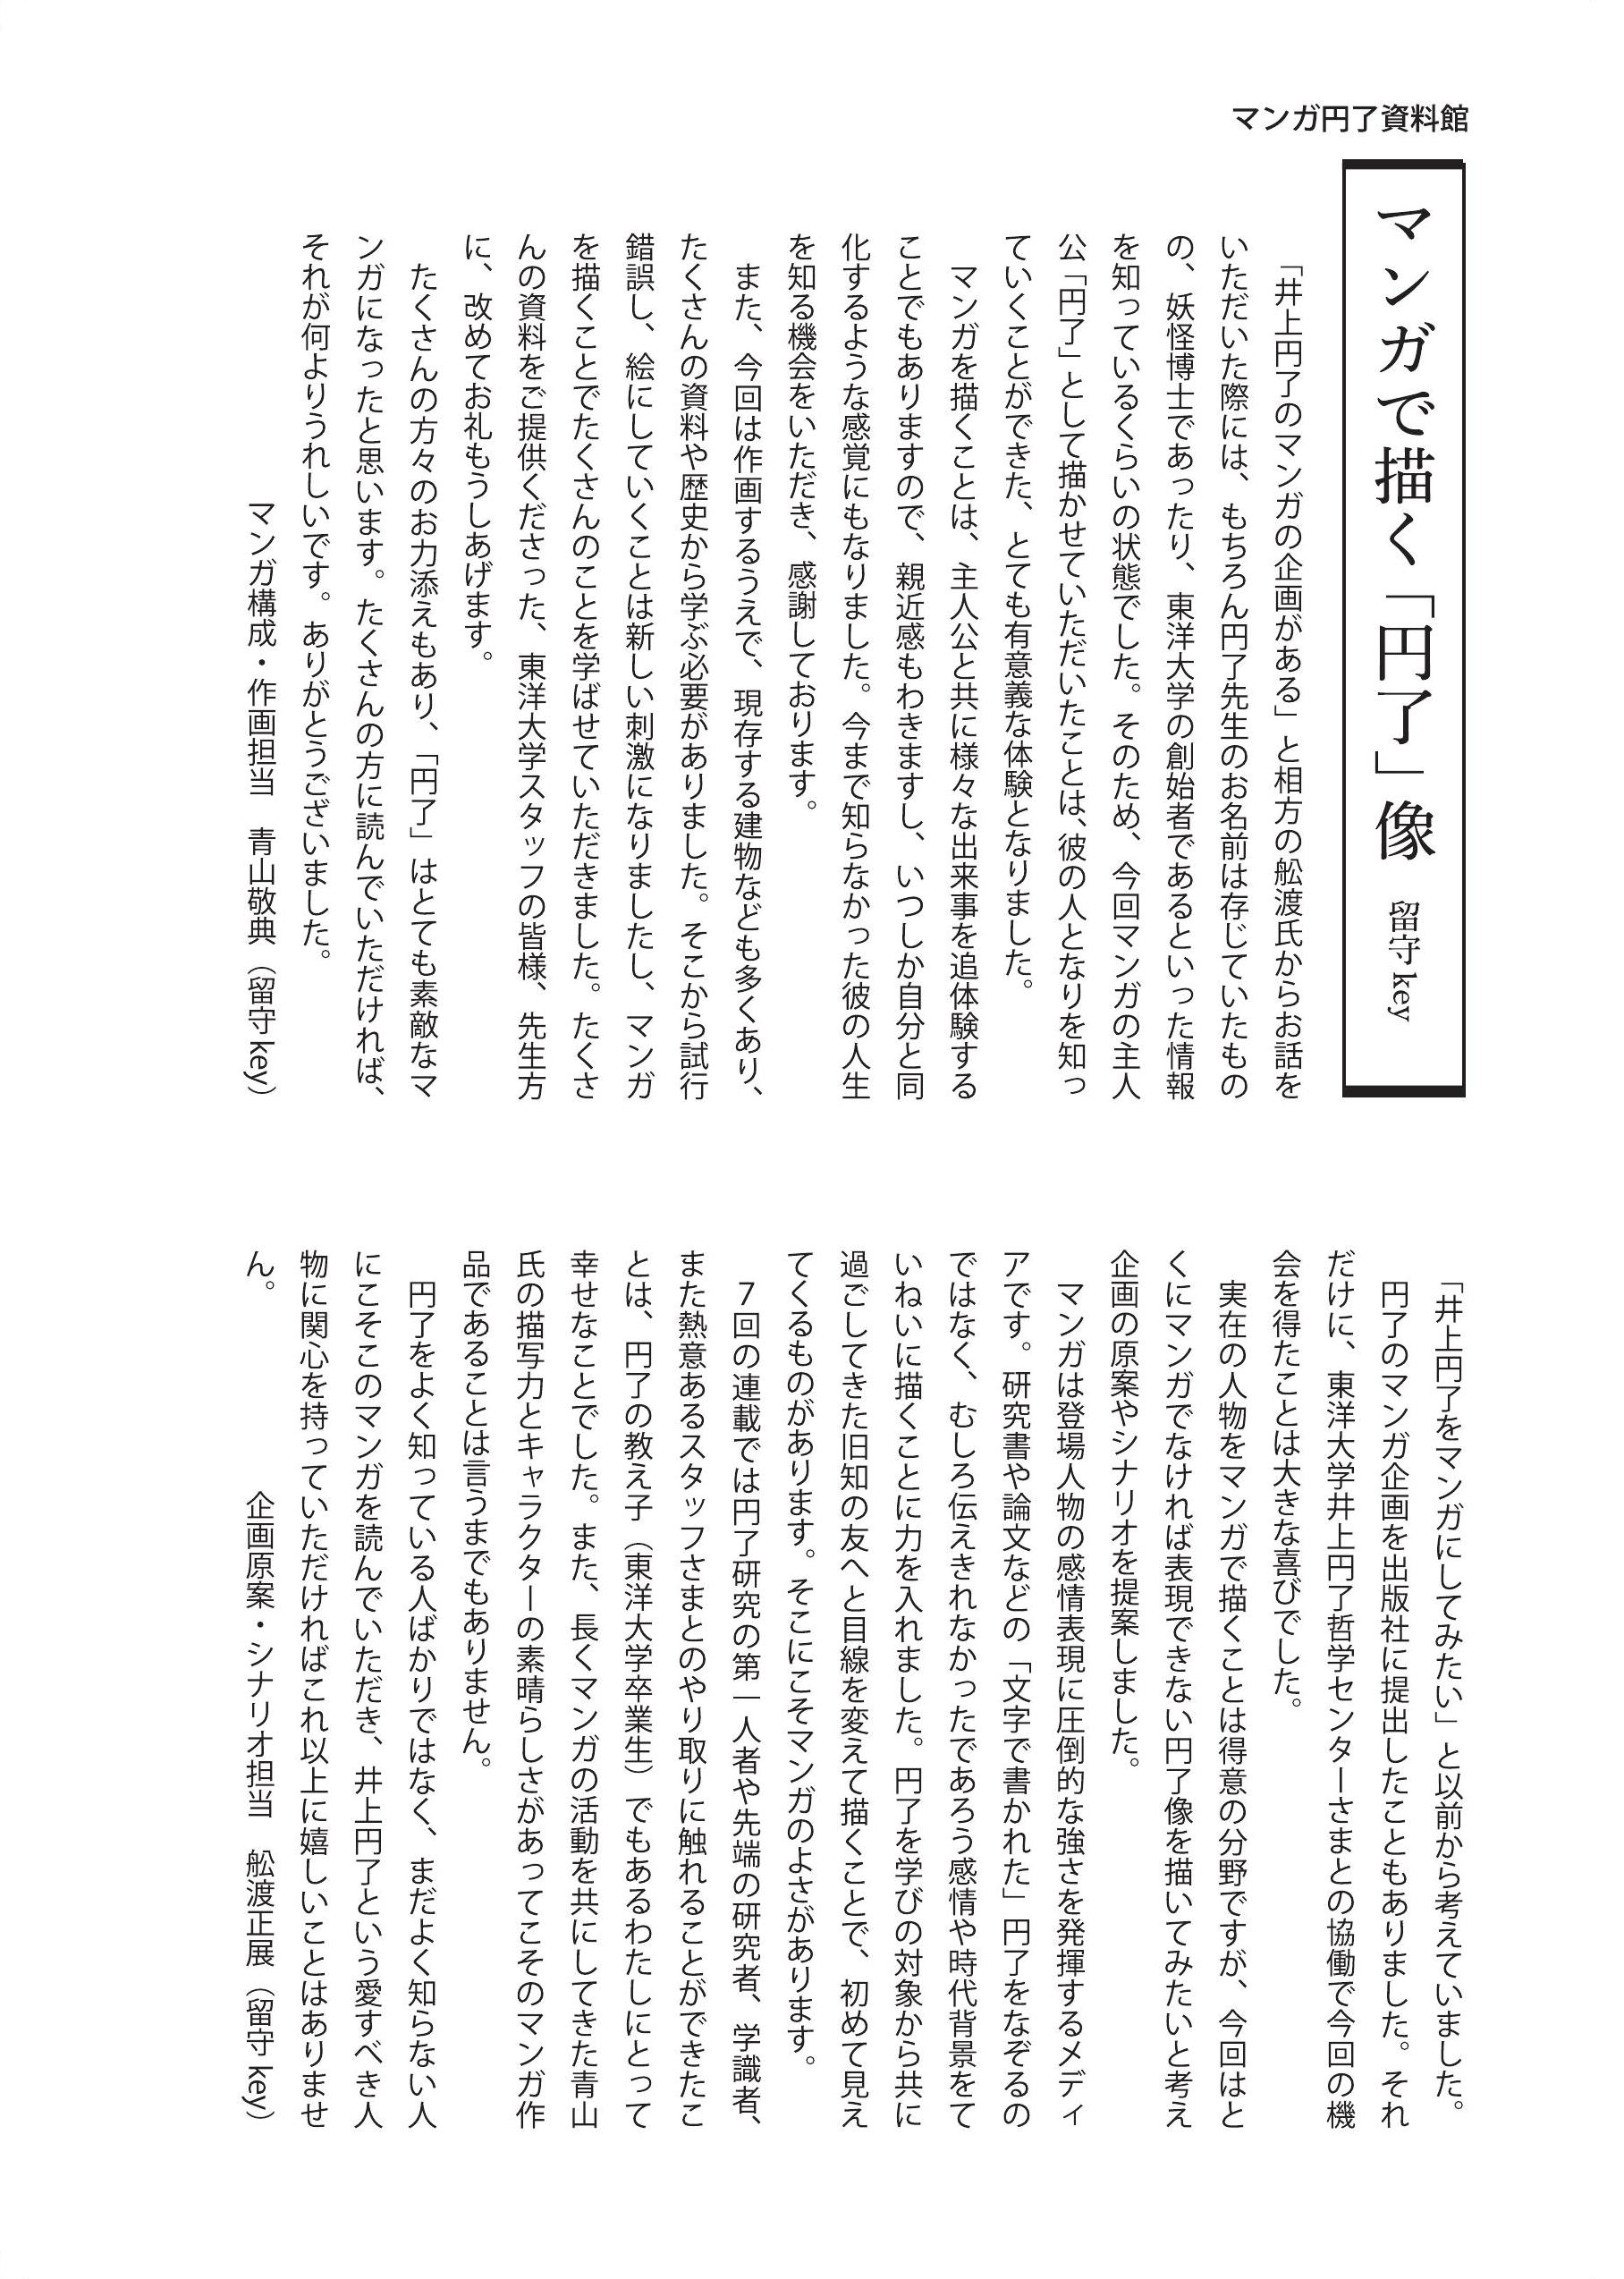 マンガ円了資料館
マンガで描く「円了」像　留守key
「井上円了のマンガの企画がある」と相方の舩渡氏からお話を
いただいた際には、もちろん円了先生のお名前は存じていたもの
の、妖怪博士であったり、東洋大学の創始者であるといった情報
を知っているくらいの状態でした。そのため、今回マンガの主人
公「円了」として描かせていただいたことは、彼の人となりを知っ
ていくことができた、とても有意義な体験となりました。
マンガを描くことは、主人公と共に様々な出来事を追体験する
ことでもありますので、親近感もわきますし、いつしか自分と同
化するような感覚にもなりました。今まで知らなかった彼の人生
を知る機会をいただき、感謝しております。
また、今回は作画するうえで、現存する建物なども多くあり、
たくさんの資料や歴史から学ぶ必要がありました。そこから試行
錯誤し、絵にしていくことは新しい刺激になりましたし、マンガ
を描くことでたくさんのことを学ばせていただきました。たくさ
んの資料をご提供くださった、東洋大学スタッフの皆様、先生方
に、改めてお礼もうしあげます。
たくさんの方々のお力添えもあり、「円了」はとても素敵なマ
ンガになったと思います。たくさんの方に読んでいただければ、
それが何よりうれしいです。ありがとうございました。
マンガ構成・作画担当　青山敬典（留守key）
「井上円了をマンガにしてみたい」と以前から考えていました。
円了のマンガ企画を出版社に提出したこともありました。それ
だけに、東洋大学井上円了哲学センターさまとの協働で今回の機
会を得たことは大きな喜びでした。
実在の人物をマンガで描くことは得意の分野ですが、今回はと
くにマンガでなければ表現できない円了像を描いてみたいと考え
企画の原案やシナリオを提案しました。
マンガは登場人物の感情表現に圧倒的な強さを発揮するメディ
アです。研究書や論文などの「文字で書かれた」円了をなぞるの
ではなく、むしろ伝えきれなかったであろう感情や時代背景をて
いねいに描くことに力を入れました。円了を学びの対象から共に
過ごしてきた旧知の友へと目線を変えて描くことで、初めて見え
てくるものがあります。そこにこそマンガのよさがあります。
7回の連載では円了研究の第一人者や先端の研究者、学識者、
また熱意あるスタッフさまとのやり取りに触れることができたこ
とは、円了の教え子（東洋大学卒業生）でもあるわたしにとって
幸せなことでした。また、長くマンガの活動を共にしてきた青山
氏の描写力とキャラクターの素晴らしさがあってこそのマンガ作
品であることは言うまでもありません。
円了をよく知っている人ばかりではなく、まだよく知らない人
にこそこのマンガを読んでいただき、井上円了という愛すべき人
物に関心を持っていただければこれ以上に嬉しいことはありませ
ん。
企画原案・シナリオ担当　舩渡正展（留守key）